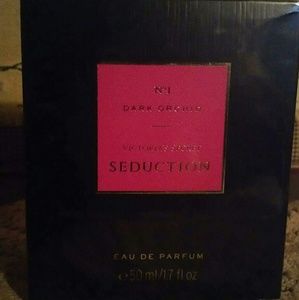 Nº1
DARK ORCHID
VICTORIA'S SECRET
SEDUCTION
EAU DE PARFUM
e 50 ml/1.7 fl oz